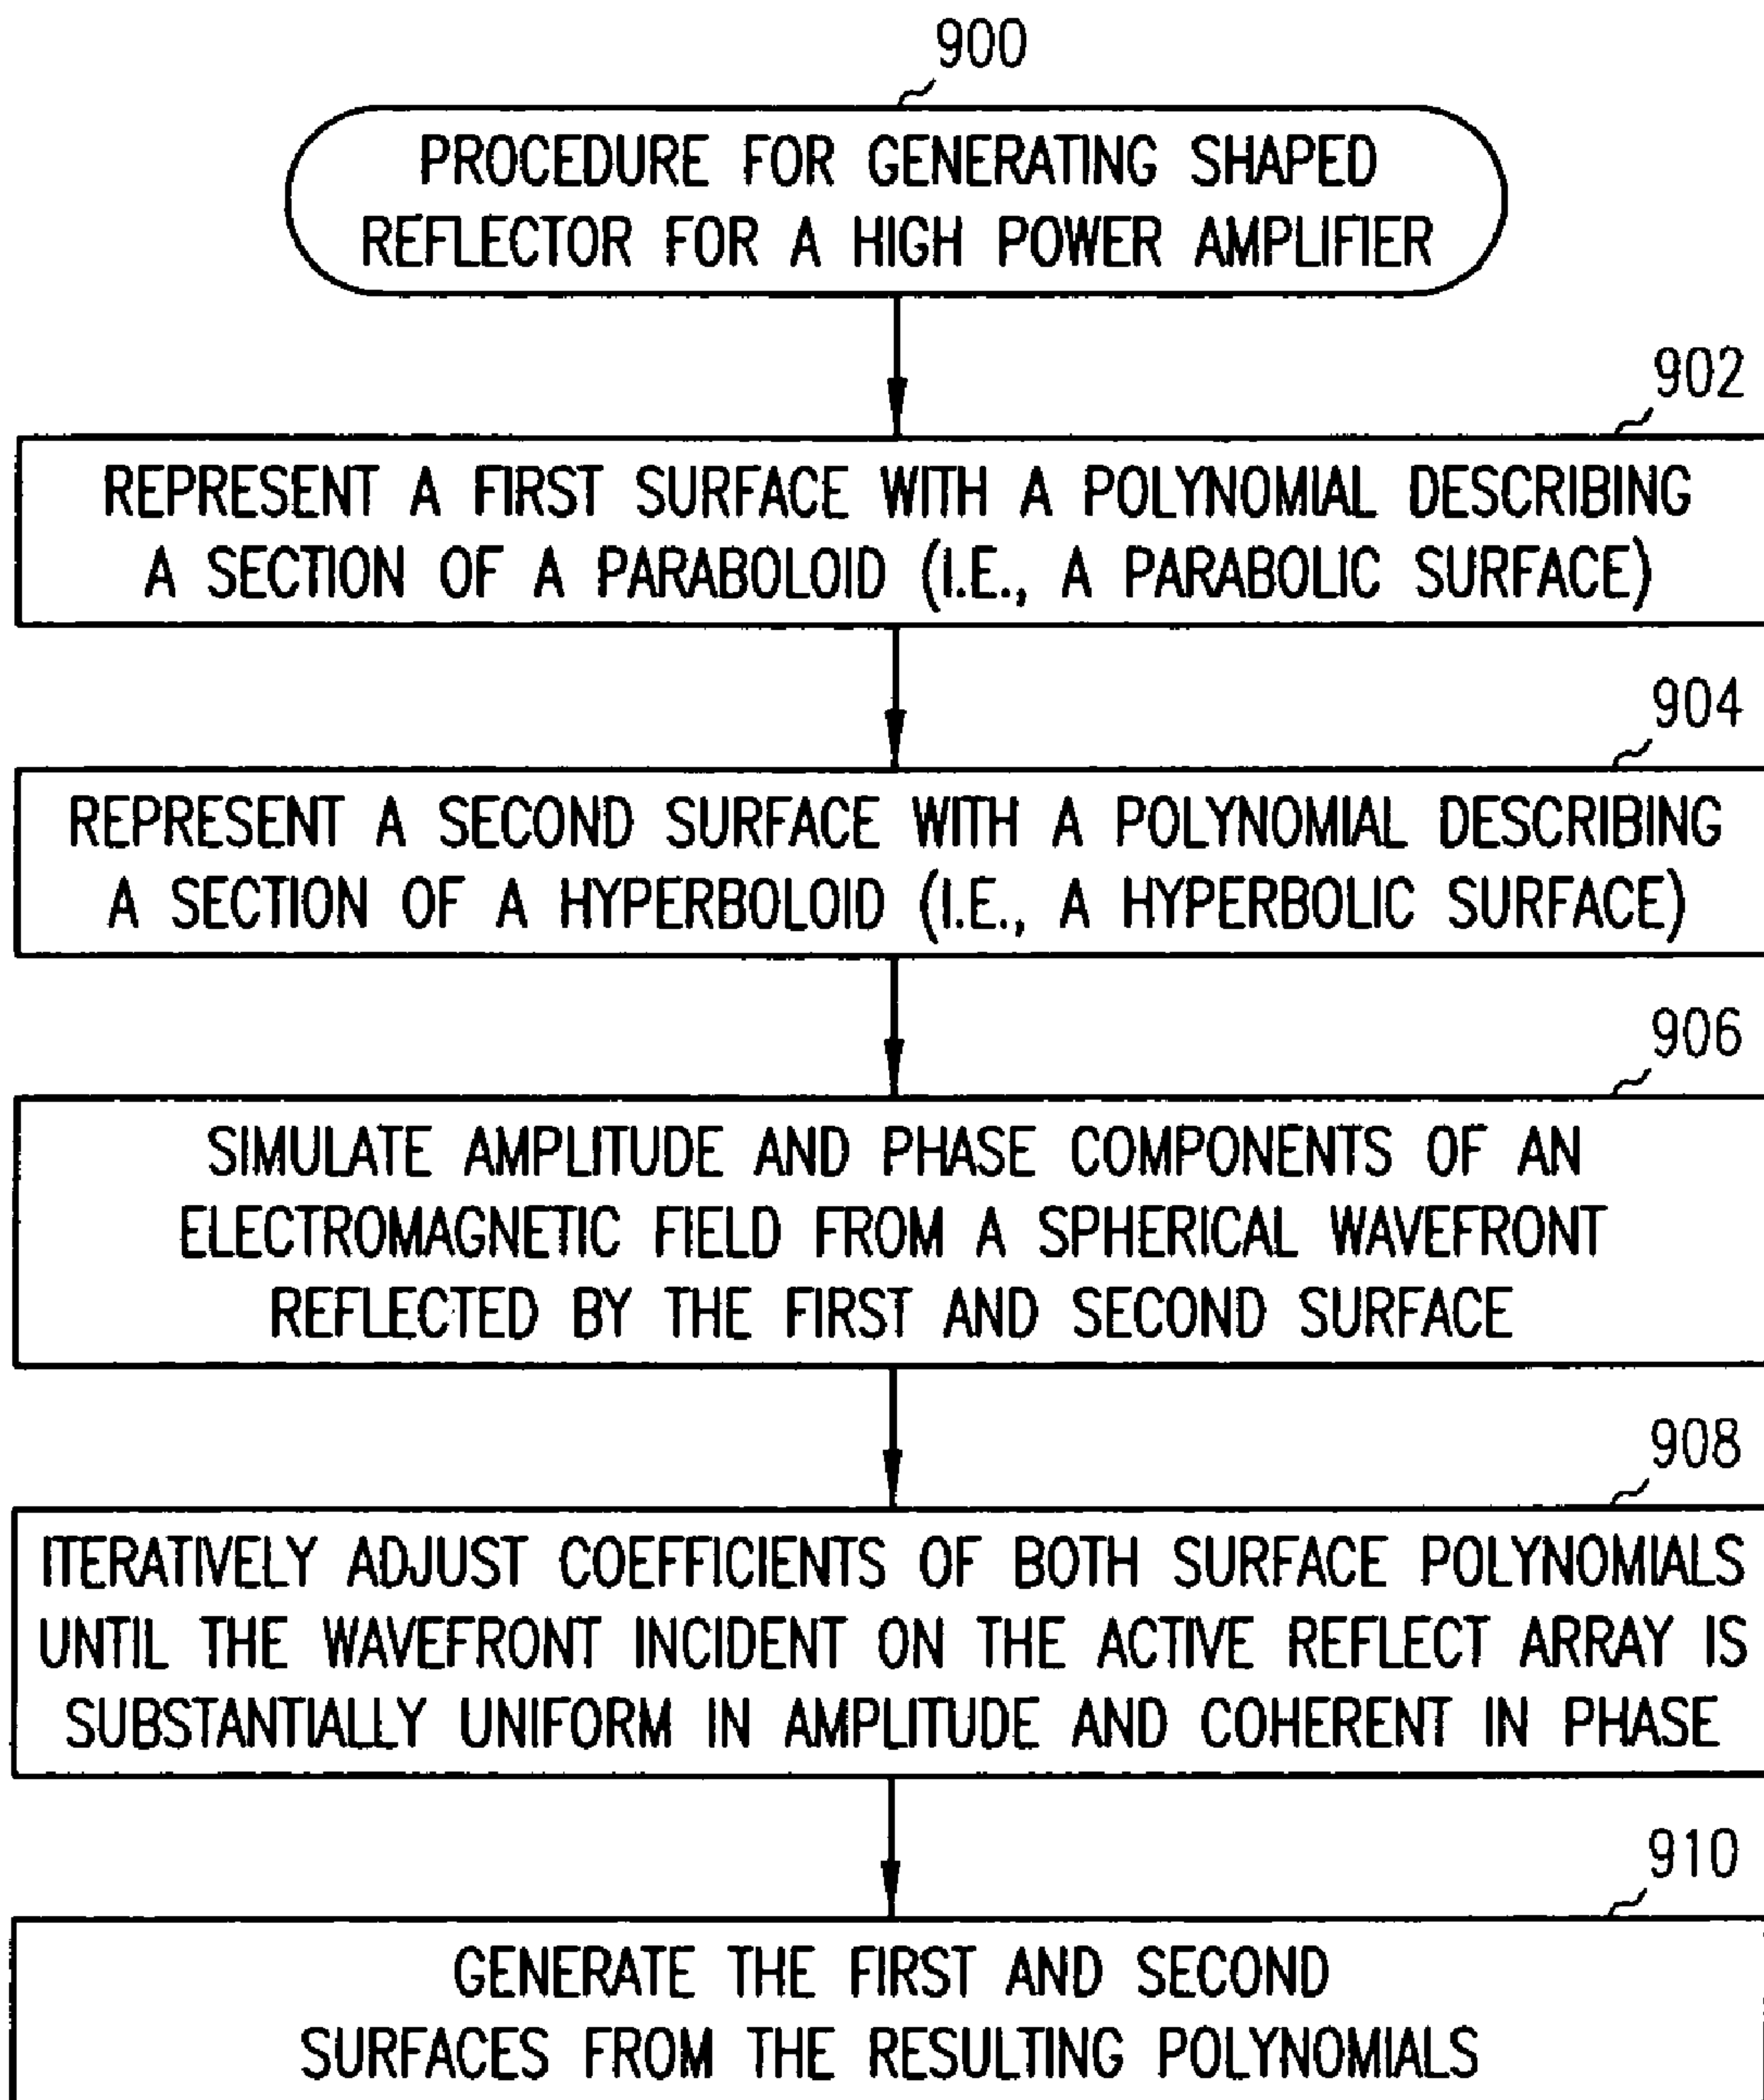 900
PROCEDURE FOR GENERATING SHAPED
REFLECTOR FOR A HIGH POWER AMPLIFIER
902
REPRESENT A FIRST SURFACE WITH A POLYNOMIAL DESCRIBING
A SECTION OF A PARABOLOID (I.E., A PARABOLIC SURFACE)
904
REPRESENT A SECOND SURFACE WITH A POLYNOMIAL DESCRIBING
A SECTION OF A HYPERBOLOID (I.E., A HYPERBOLIC SURFACE)
906
SIMULATE AMPLITUDE AND PHASE COMPONENTS OF AN
ELECTROMAGNETIC FIELD FROM A SPHERICAL WAVEFRONT
REFLECTED BY THE FIRST AND SECOND SURFACE
908
ITERATIVELY ADJUST COEFFICIENTS OF BOTH SURFACE POLYNOMIALS
UNTIL THE WAVEFRONT INCIDENT ON THE ACTIVE REFLECT ARRAY IS
SUBSTANTIALLY UNIFORM IN AMPLITUDE AND COHERENT IN PHASE
910
GENERATE THE FIRST AND SECOND
SURFACES FROM THE RESULTING POLYNOMIALS